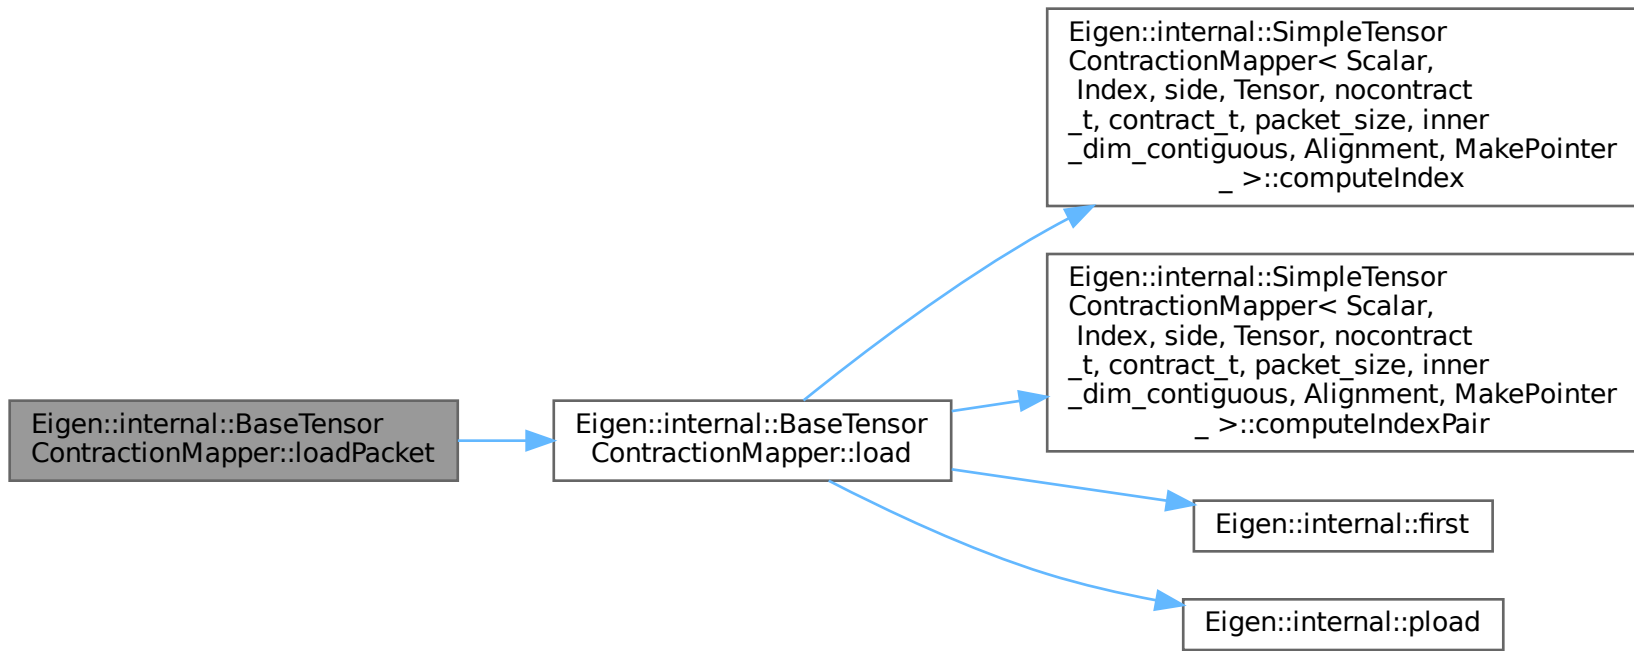 Eigen::internal::SimpleTensor
ContractionMapper< Scalar,
Index, side, Tensor, nocontract
_t, contract_t, packet_size, inner
_dim_contiguous, Alignment, MakePointer
_ >::computeIndex
Eigen::internal::SimpleTensor
ContractionMapper< Scalar,
Index, side, Tensor, nocontract
_t, contract_t, packet_size, inner
_dim_contiguous, Alignment, MakePointer
_ >::computeIndexPair
Eigen::internal::BaseTensor
ContractionMapper::loadPacket
Eigen::internal::BaseTensor
ContractionMapper::load
Eigen::internal::first
Eigen::internal::pload